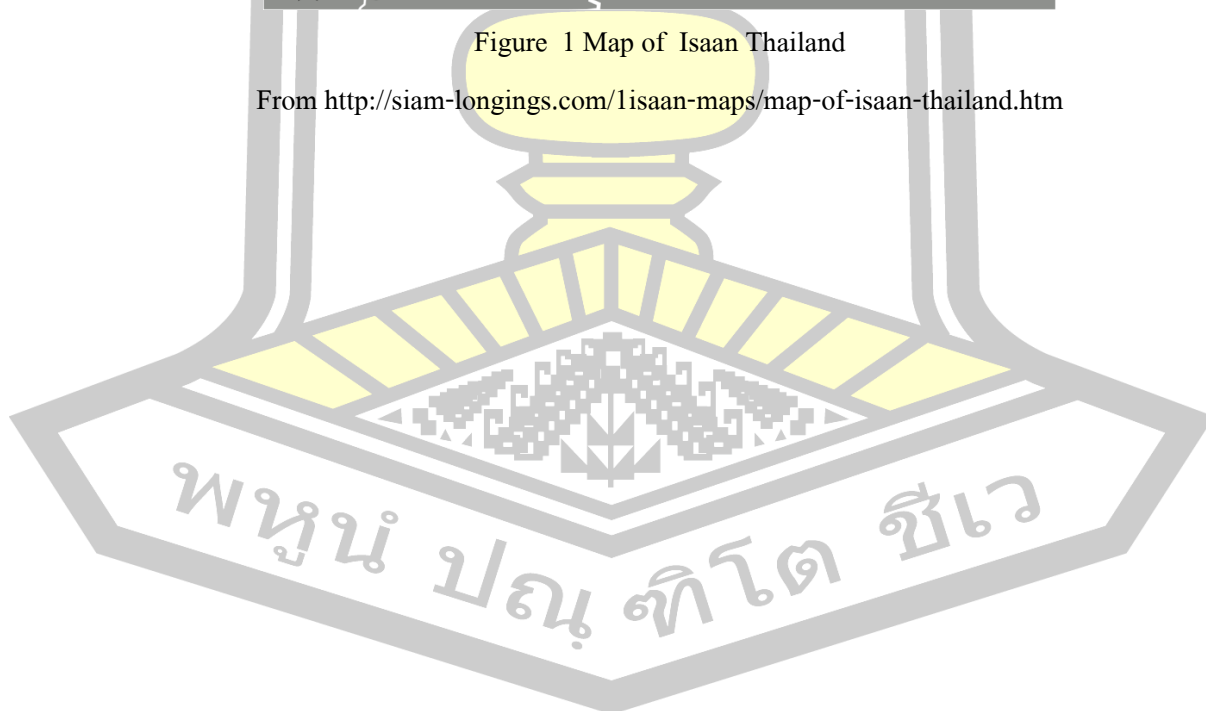 Figure 1 Map of Isaan Thailand
From http://siam-longings.com/1isaan-maps/map-of-isaan-thailand.htm
พหูนํ ปณฺฑิโต ชีเว